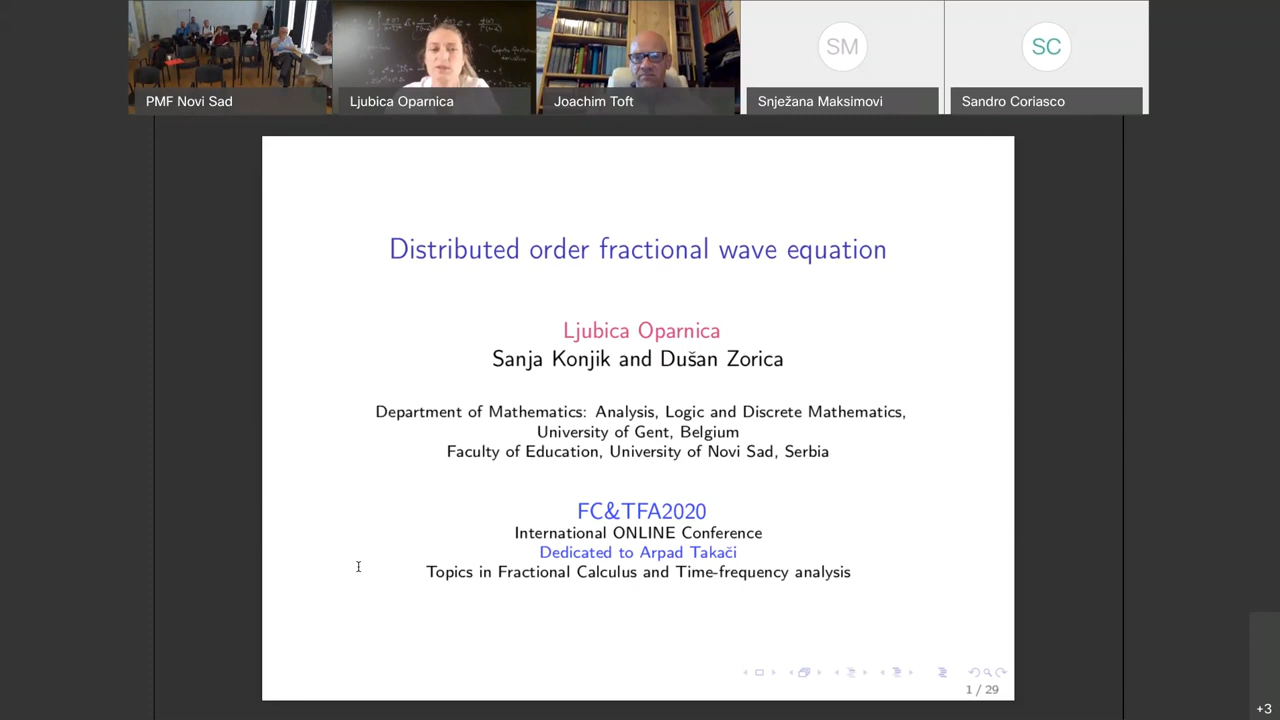 PMF Novi Sad
Ljubica Oparnica
Joachim Toft
SM
Snježana Maksimovi
SC
Sandro Coriasco
Distributed order fractional wave equation
Ljubica Oparnica
Sanja Konjik and Dušan Zorica
Department of Mathematics: Analysis, Logic and Discrete Mathematics,
University of Gent, Belgium
Faculty of Education, University of Novi Sad, Serbia
FC&TFA2020
International ONLINE Conference
Dedicated to Arpad Takači
Topics in Fractional Calculus and Time-frequency analysis
1 / 29
+3